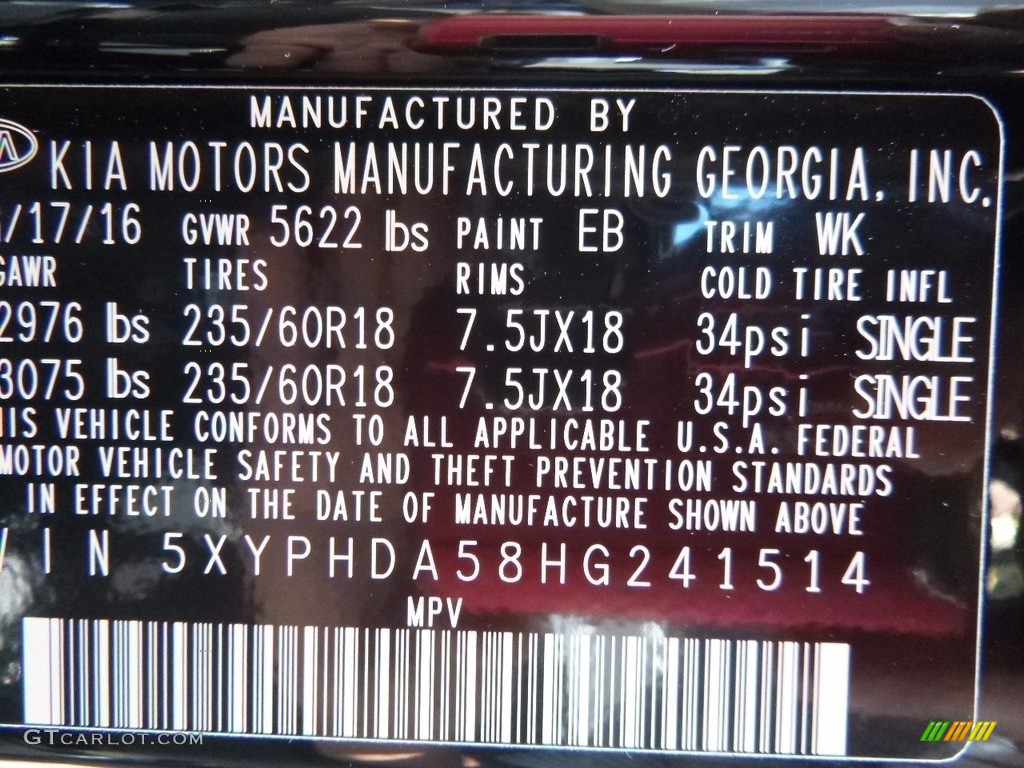 MANUFACTURED BY
KIA MOTORS MANUFACTURING GEORGIA, INC.
/17/16 GVWR 5622 lbs PAINT EB TRIM WK
GAWR TIRES RIMS COLD TIRE INFL
2976 lbs 235/60R18 7.5JX18 34psi SINGLE
3075 lbs 235/60R18 7.5JX18 34psi SINGLE
HIS VEHICLE CONFORMS TO ALL APPLICABLE U.S.A. FEDERAL
MOTOR VEHICLE SAFETY AND THEFT PREVENTION STANDARDS
IN EFFECT ON THE DATE OF MANUFACTURE SHOWN ABOVE
VIN 5XYPHDA58HG241514
MPV
GTCARLOT.COM